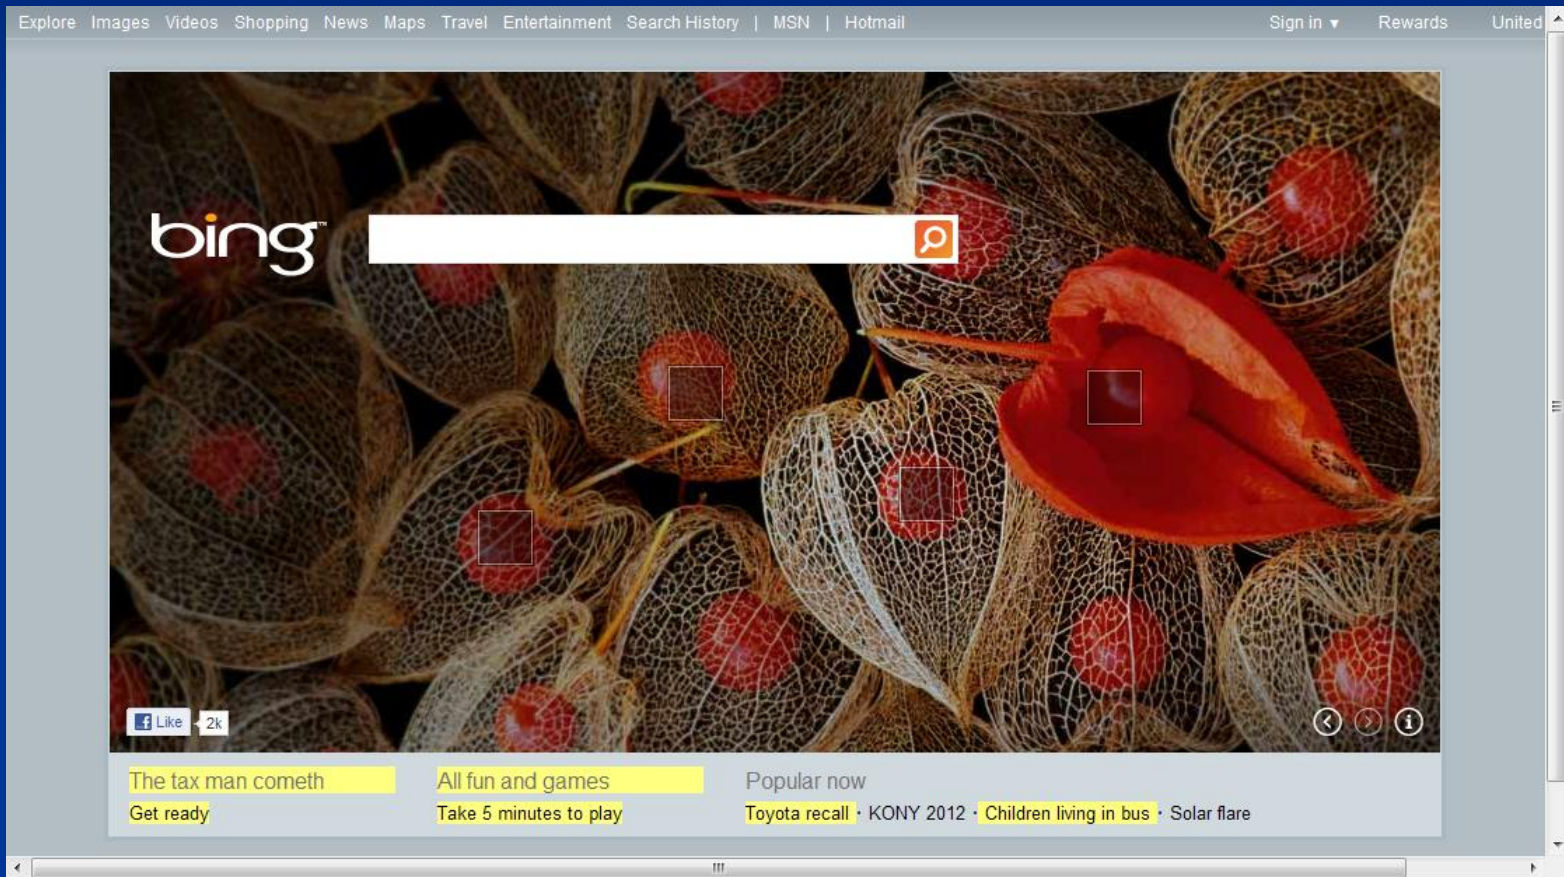 Explore Images Videos Shopping News Maps Travel Entertainment Search History | MSN | Hotmail Sign in ▾ Rewards United
bing™
Like 2k
The tax man cometh All fun and games Popular now
Get ready Take 5 minutes to play Toyota recall · KONY 2012 · Children living in bus · Solar flare